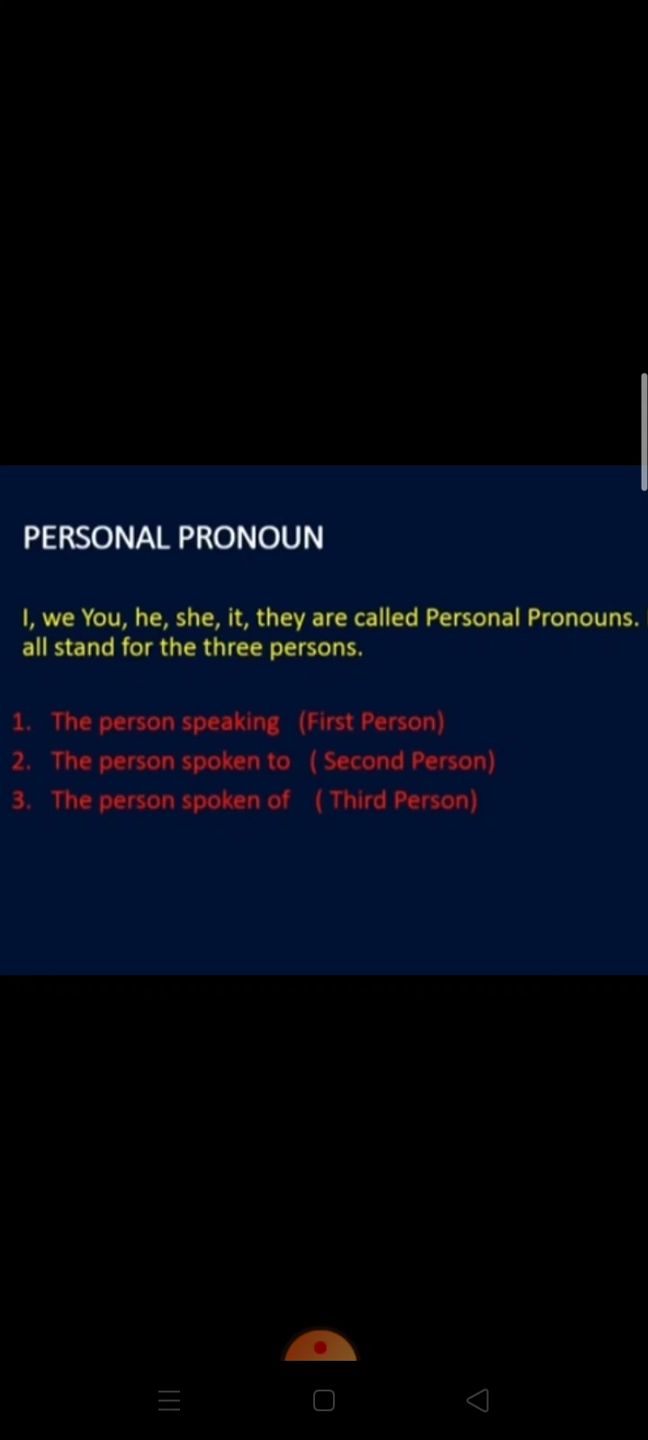 PERSONAL PRONOUN
I, we You, he, she, it, they are called Personal Pronouns.
all stand for the three persons.
1. The person speaking (First Person)
2. The person spoken to ( Second Person)
3. The person spoken of ( Third Person)